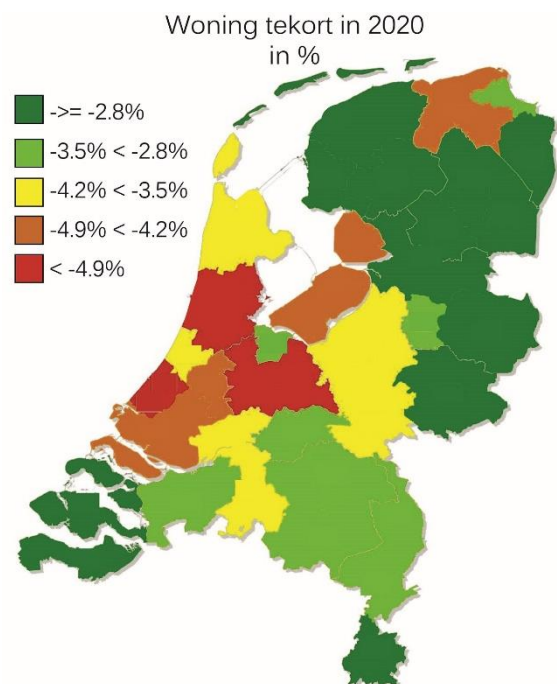 Woning tekort in 2020
in %
->= -2.8%
-3.5% < -2.8%
-4.2% < -3.5%
-4.9% < -4.2%
< -4.9%